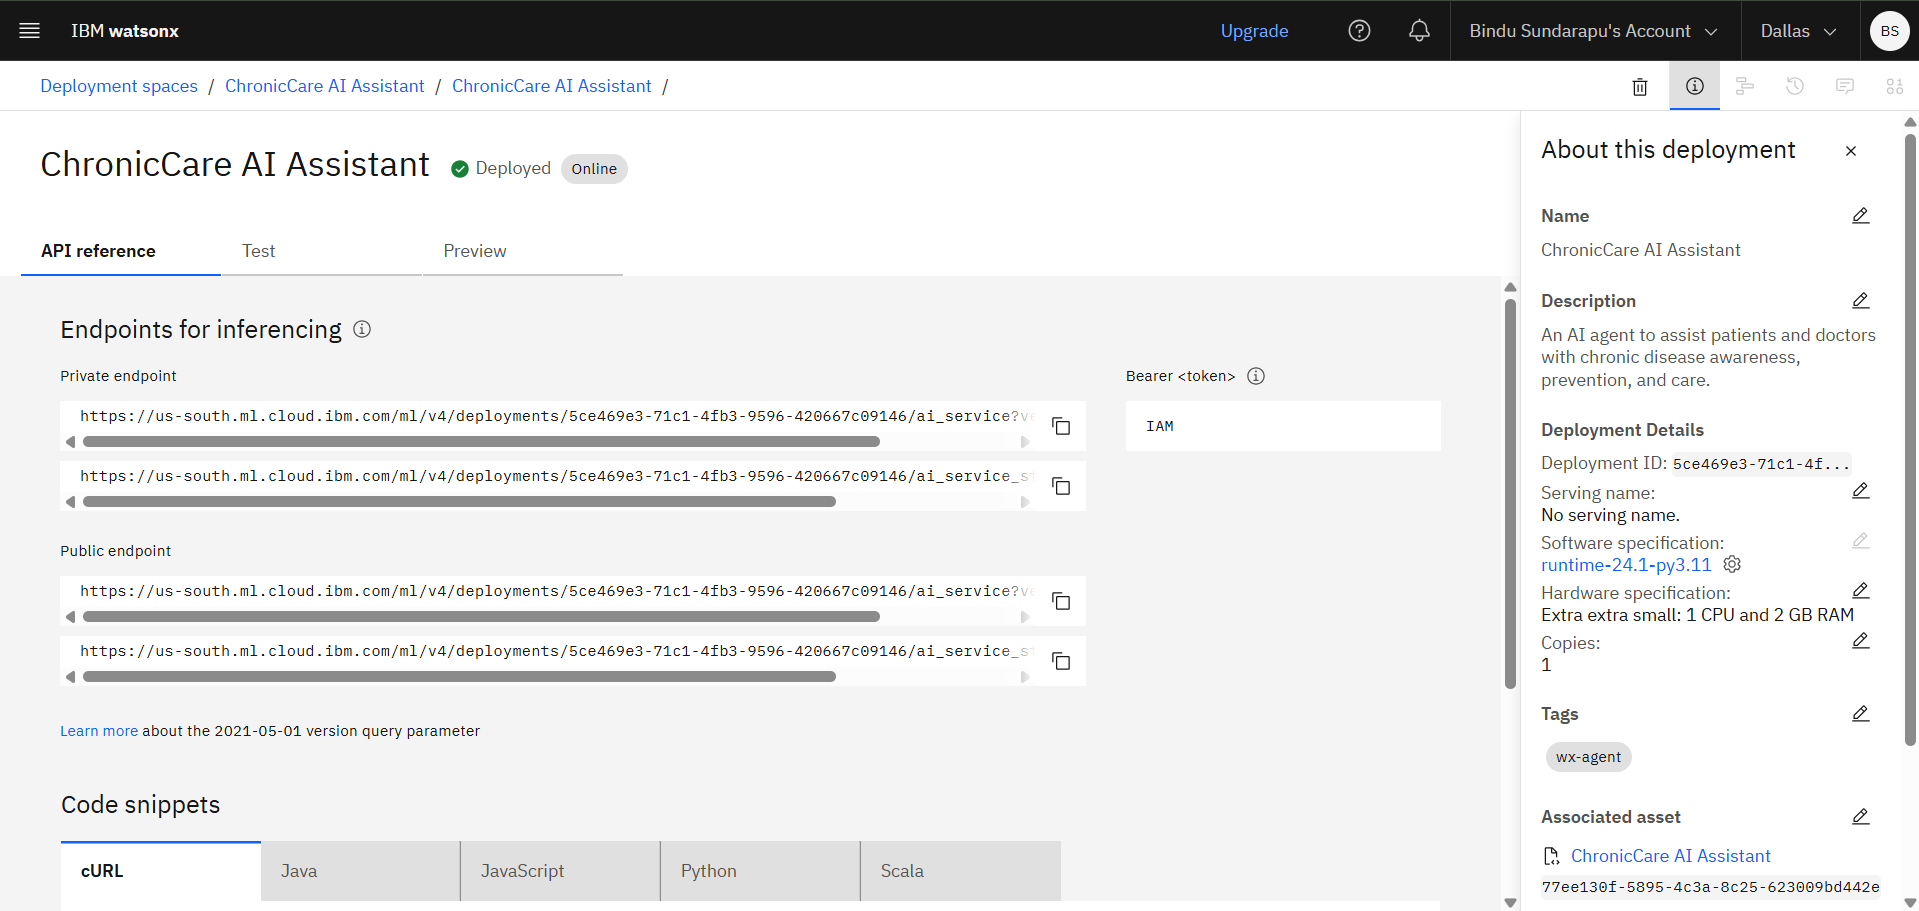 IBM watsonx
Upgrade
Bindu Sundarapu's Account
Dallas
BS
Deployment spaces / ChronicCare AI Assistant / ChronicCare AI Assistant /
ChronicCare AI Assistant
Deployed
Online
API reference
Test
Preview
Endpoints for inferencing
Private endpoint
https://us-south.ml.cloud.ibm.com/ml/v4/deployments/5ce469e3-71c1-4fb3-9596-420667c09146/ai_service?ve
https://us-south.ml.cloud.ibm.com/ml/v4/deployments/5ce469e3-71c1-4fb3-9596-420667c09146/ai_service_st
Bearer <token>
IAM
Public endpoint
https://us-south.ml.cloud.ibm.com/ml/v4/deployments/5ce469e3-71c1-4fb3-9596-420667c09146/ai_service?ve
https://us-south.ml.cloud.ibm.com/ml/v4/deployments/5ce469e3-71c1-4fb3-9596-420667c09146/ai_service_st
Learn more about the 2021-05-01 version query parameter
Code snippets
cURL
Java
JavaScript
Python
Scala
About this deployment
Name
ChronicCare AI Assistant
Description
An AI agent to assist patients and doctors
with chronic disease awareness,
prevention, and care.
Deployment Details
Deployment ID: 5ce469e3-71c1-4f...
Serving name:
No serving name.
Software specification:
runtime-24.1-py3.11
Hardware specification:
Extra extra small: 1 CPU and 2 GB RAM
Copies:
1
Tags
wx-agent
Associated asset
ChronicCare AI Assistant
77ee130f-5895-4c3a-8c25-623009bd442e